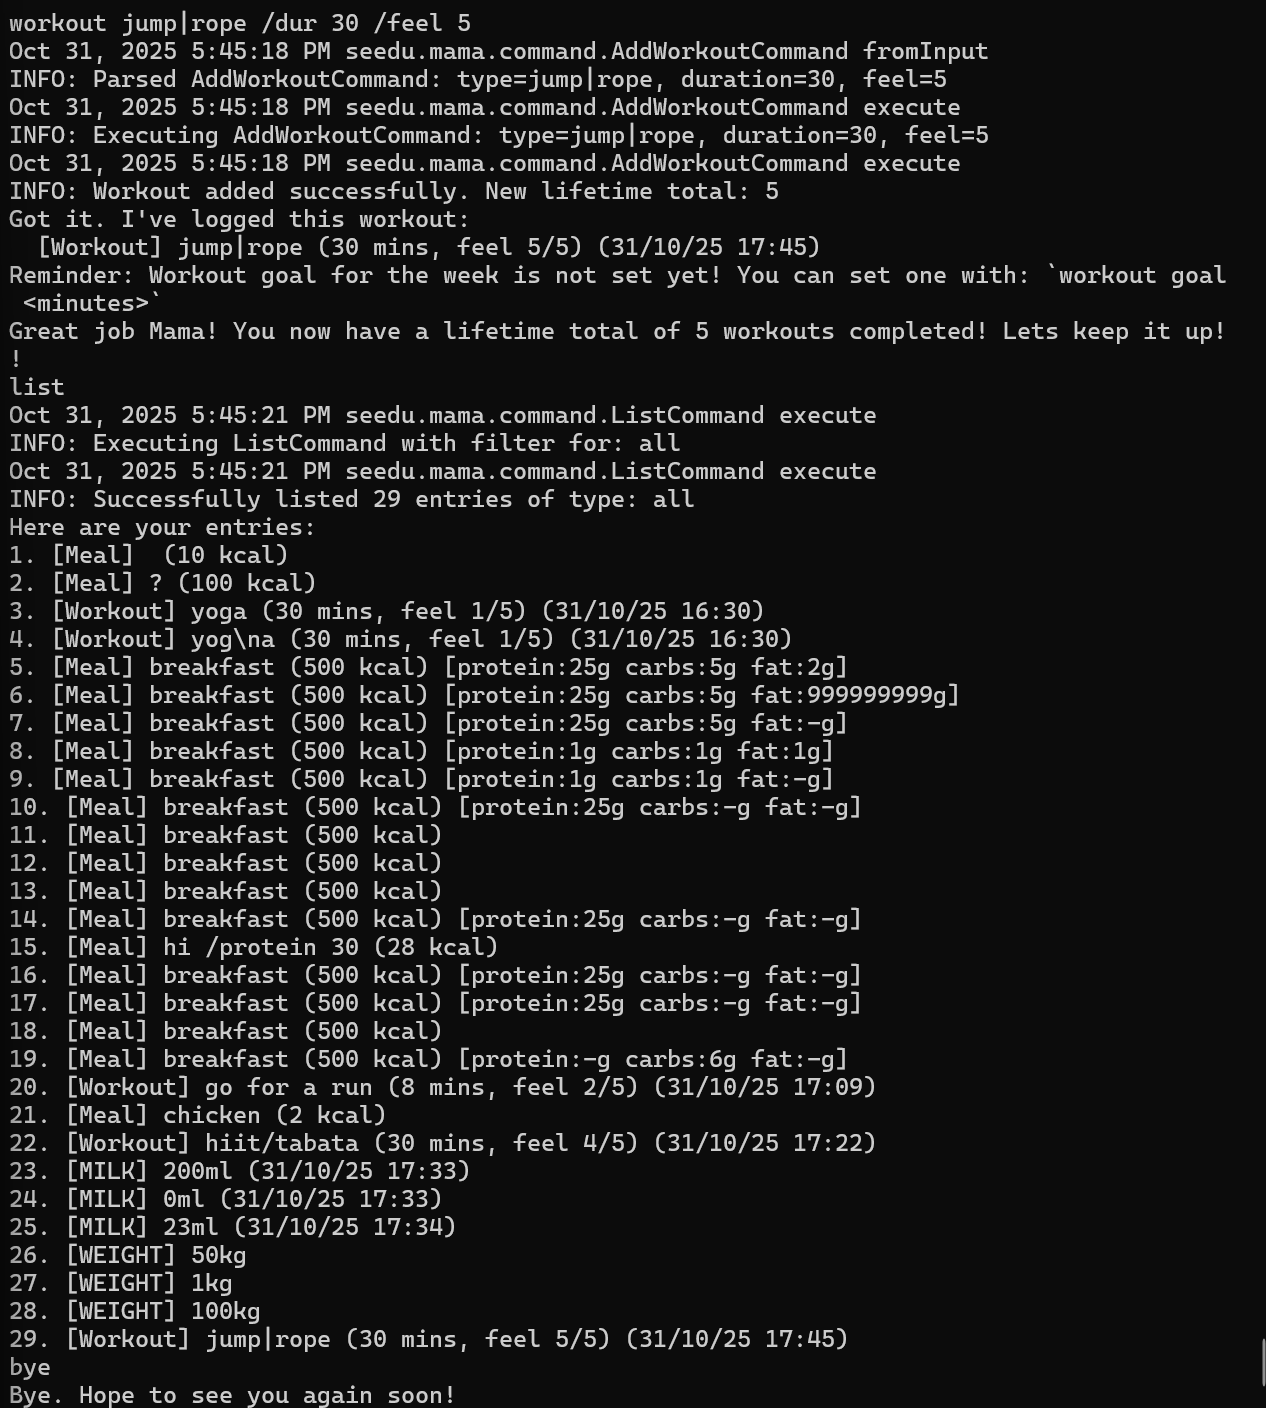 workout jump|rope /dur 30 /feel 5
Oct 31, 2025 5:45:18 PM seedu.mama.command.AddWorkoutCommand fromInput
INFO: Parsed AddWorkoutCommand: type=jump|rope, duration=30, feel=5
Oct 31, 2025 5:45:18 PM seedu.mama.command.AddWorkoutCommand execute
INFO: Executing AddWorkoutCommand: type=jump|rope, duration=30, feel=5
Oct 31, 2025 5:45:18 PM seedu.mama.command.AddWorkoutCommand execute
INFO: Workout added successfully. New lifetime total: 5
Got it. I've logged this workout:
  [Workout] jump|rope (30 mins, feel 5/5) (31/10/25 17:45)
Reminder: Workout goal for the week is not set yet! You can set one with: `workout goal
 <minutes>`
Great job Mama! You now have a lifetime total of 5 workouts completed! Lets keep it up!
!
list
Oct 31, 2025 5:45:21 PM seedu.mama.command.ListCommand execute
INFO: Executing ListCommand with filter for: all
Oct 31, 2025 5:45:21 PM seedu.mama.command.ListCommand execute
INFO: Successfully listed 29 entries of type: all
Here are your entries:
1. [Meal]  (10 kcal)
2. [Meal] ? (100 kcal)
3. [Workout] yoga (30 mins, feel 1/5) (31/10/25 16:30)
4. [Workout] yog\na (30 mins, feel 1/5) (31/10/25 16:30)
5. [Meal] breakfast (500 kcal) [protein:25g carbs:5g fat:2g]
6. [Meal] breakfast (500 kcal) [protein:25g carbs:5g fat:999999999g]
7. [Meal] breakfast (500 kcal) [protein:25g carbs:5g fat:-g]
8. [Meal] breakfast (500 kcal) [protein:1g carbs:1g fat:1g]
9. [Meal] breakfast (500 kcal) [protein:1g carbs:1g fat:-g]
10. [Meal] breakfast (500 kcal) [protein:25g carbs:-g fat:-g]
11. [Meal] breakfast (500 kcal)
12. [Meal] breakfast (500 kcal)
13. [Meal] breakfast (500 kcal)
14. [Meal] breakfast (500 kcal) [protein:25g carbs:-g fat:-g]
15. [Meal] hi /protein 30 (28 kcal)
16. [Meal] breakfast (500 kcal) [protein:25g carbs:-g fat:-g]
17. [Meal] breakfast (500 kcal) [protein:25g carbs:-g fat:-g]
18. [Meal] breakfast (500 kcal)
19. [Meal] breakfast (500 kcal) [protein:-g carbs:6g fat:-g]
20. [Workout] go for a run (8 mins, feel 2/5) (31/10/25 17:09)
21. [Meal] chicken (2 kcal)
22. [Workout] hiit/tabata (30 mins, feel 4/5) (31/10/25 17:22)
23. [MILK] 200ml (31/10/25 17:33)
24. [MILK] 0ml (31/10/25 17:33)
25. [MILK] 23ml (31/10/25 17:34)
26. [WEIGHT] 50kg
27. [WEIGHT] 1kg
28. [WEIGHT] 100kg
29. [Workout] jump|rope (30 mins, feel 5/5) (31/10/25 17:45)
bye
Bye. Hope to see you again soon!